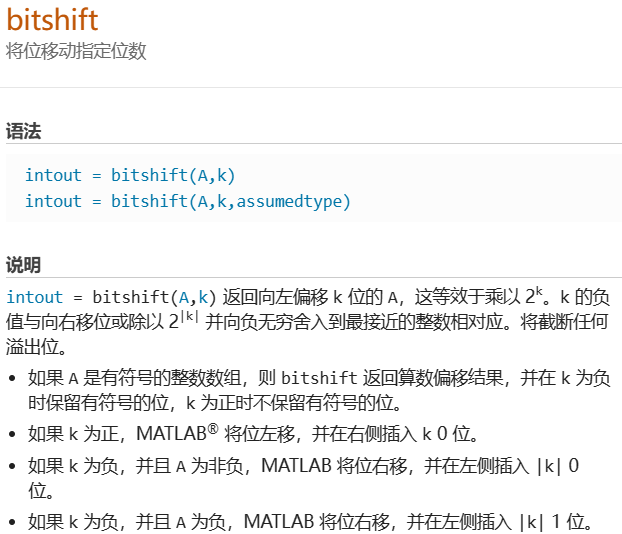 bitshift
将位移动指定位数
语法
intout = bitshift(A,k)
intout = bitshift(A,k,assumedtype)
说明
intout = bitshift(A,k) 返回向左偏移 k 位的 A，这等效于乘以 2^k。k 的负
值与向右移位或除以 2^|k| 并向负无穷舍入到最接近的整数相对应。将截断任何
溢出位。
• 如果 A 是有符号的整数数组，则 bitshift 返回算数偏移结果，并在 k 为负
时保留有符号的位，k 为正时不保留有符号的位。
• 如果 k 为正，MATLAB® 将位左移，并在右侧插入 k 0 位。
• 如果 k 为负，并且 A 为非负，MATLAB 将位右移，并在左侧插入 |k| 0
位。
• 如果 k 为负，并且 A 为负，MATLAB 将位右移，并在左侧插入 |k| 1 位。